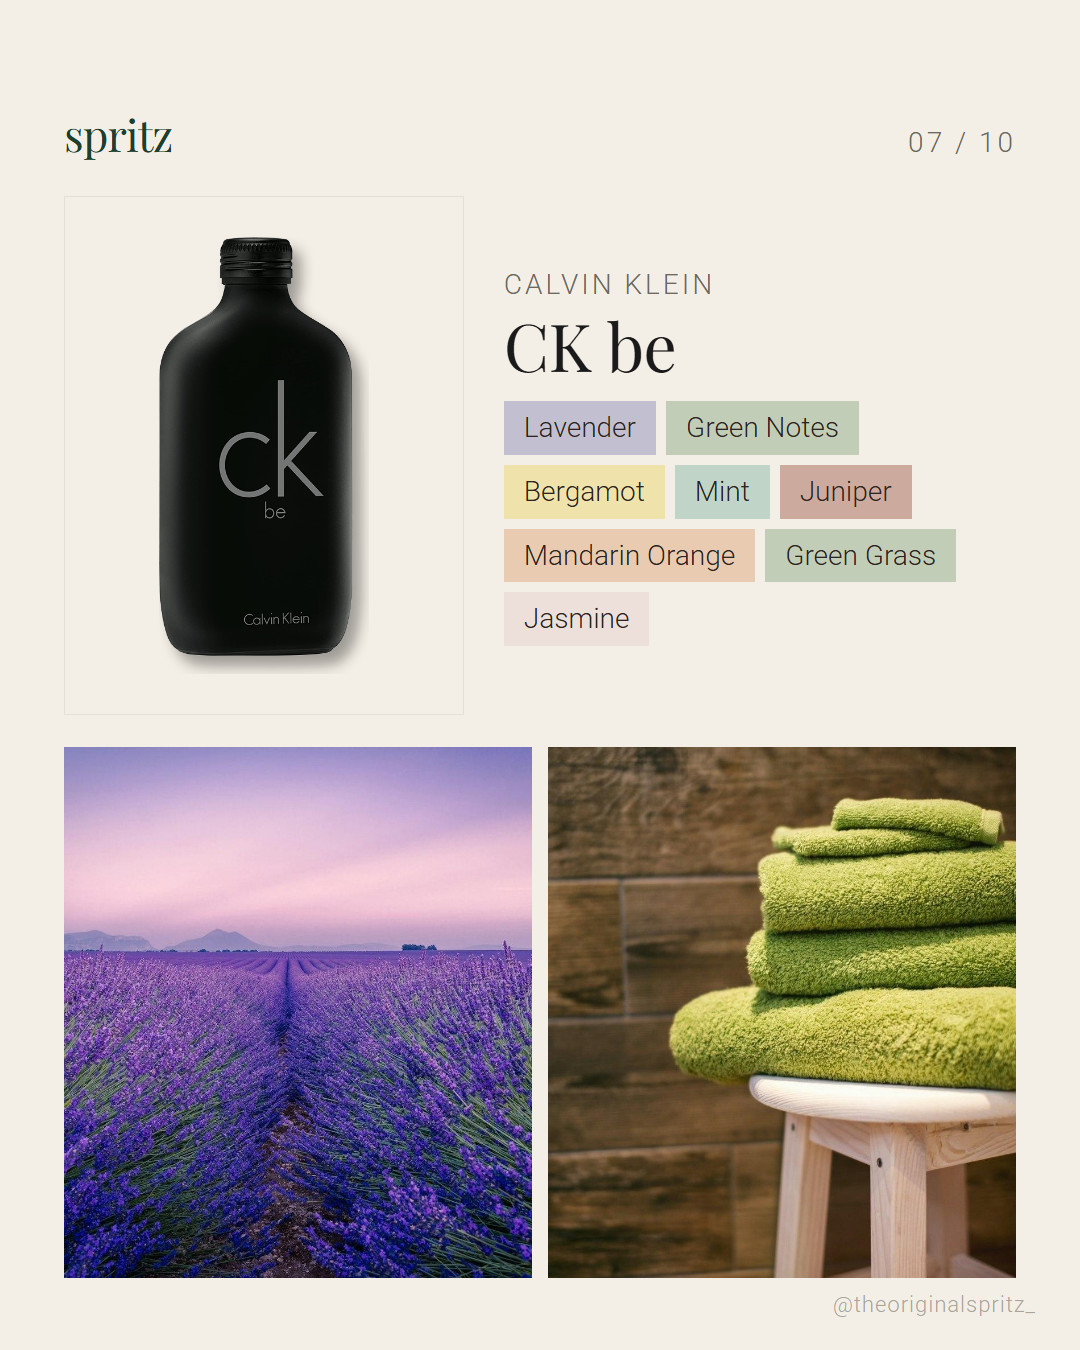 spritz
07 / 10
ck
be
Calvin Klein
CALVIN KLEIN
CK be
Lavender
Green Notes
Bergamot
Mint
Juniper
Mandarin Orange
Green Grass
Jasmine
@theoriginalspritz_